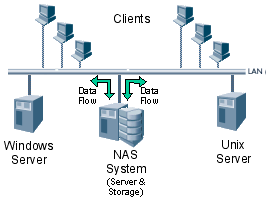 Clients
LAN
Data
Flow
Data
Flow
Windows
Server
NAS
System
(Server &
Storage)
Unix
Server